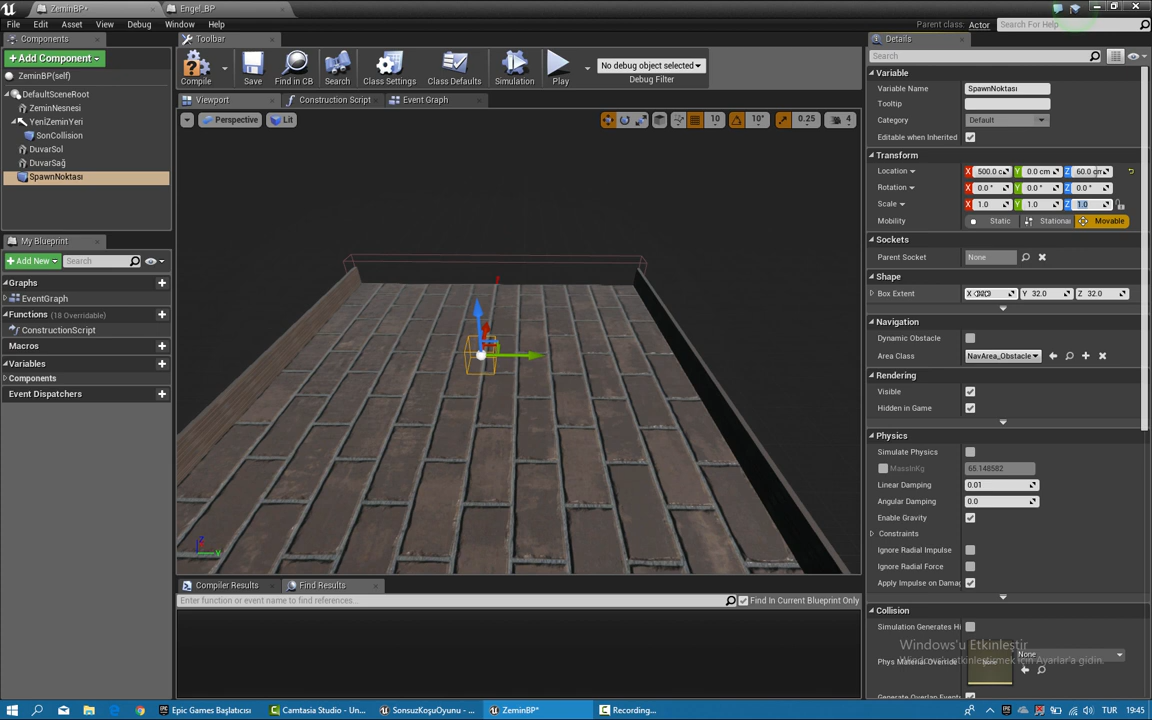 ZeminBP*
Engel_BP
File Edit Asset View Debug Window Help
Parent class: Actor
Search For Help
Components
+ Add Component
ZeminBP(self)
DefaultSceneRoot
ZeminNesnesi
YeniZeminYeri
SonCollision
DuvarSol
DuvarSağ
SpawnNoktası
My Blueprint
+ Add New
Search
Graphs
EventGraph
Functions (18 Overridable)
ConstructionScript
Macros
Variables
Components
Event Dispatchers
Toolbar
Compile
Save
Find in CB
Search
Class Settings
Class Defaults
Simulation
Play
No debug object selected
Debug Filter
Viewport
Construction Script
Event Graph
Perspective
Lit
10
10°
0.25
4
Z
Y
Compiler Results
Find Results
Enter function or event name to find references...
Find In Current Blueprint Only
Details
Search
Variable
Variable Name SpawnNoktası
Tooltip
Category Default
Editable when Inherited
Transform
Location X 500.0 c Y 0.0 cm Z 60.0 cm
Rotation X 0.0 ° Y 0.0 ° Z 0.0 °
Scale X 1.0 Y 1.0 Z 1.0
Mobility Static Stationar Movable
Sockets
Parent Socket None
Shape
Box Extent X Y 32.0 Z 32.0
Navigation
Dynamic Obstacle
Area Class NavArea_Obstacle
Rendering
Visible
Hidden in Game
Physics
Simulate Physics
MassInKg 65.148582
Linear Damping 0.01
Angular Damping 0.0
Enable Gravity
Constraints
Ignore Radial Impulse
Ignore Radial Force
Apply Impulse on Damag
Collision
Simulation Generates Hi
Windows'u Etkinleştir
Phys Material Override None
Windows'u etkinleştirmek için Ayarlar'a gidin.
Generate Overlap Events
Epic Games Başlatıcısı
Camtasia Studio - Un...
SonsuzKoşuOyunu - ...
ZeminBP*
Recording...
TUR
19:45